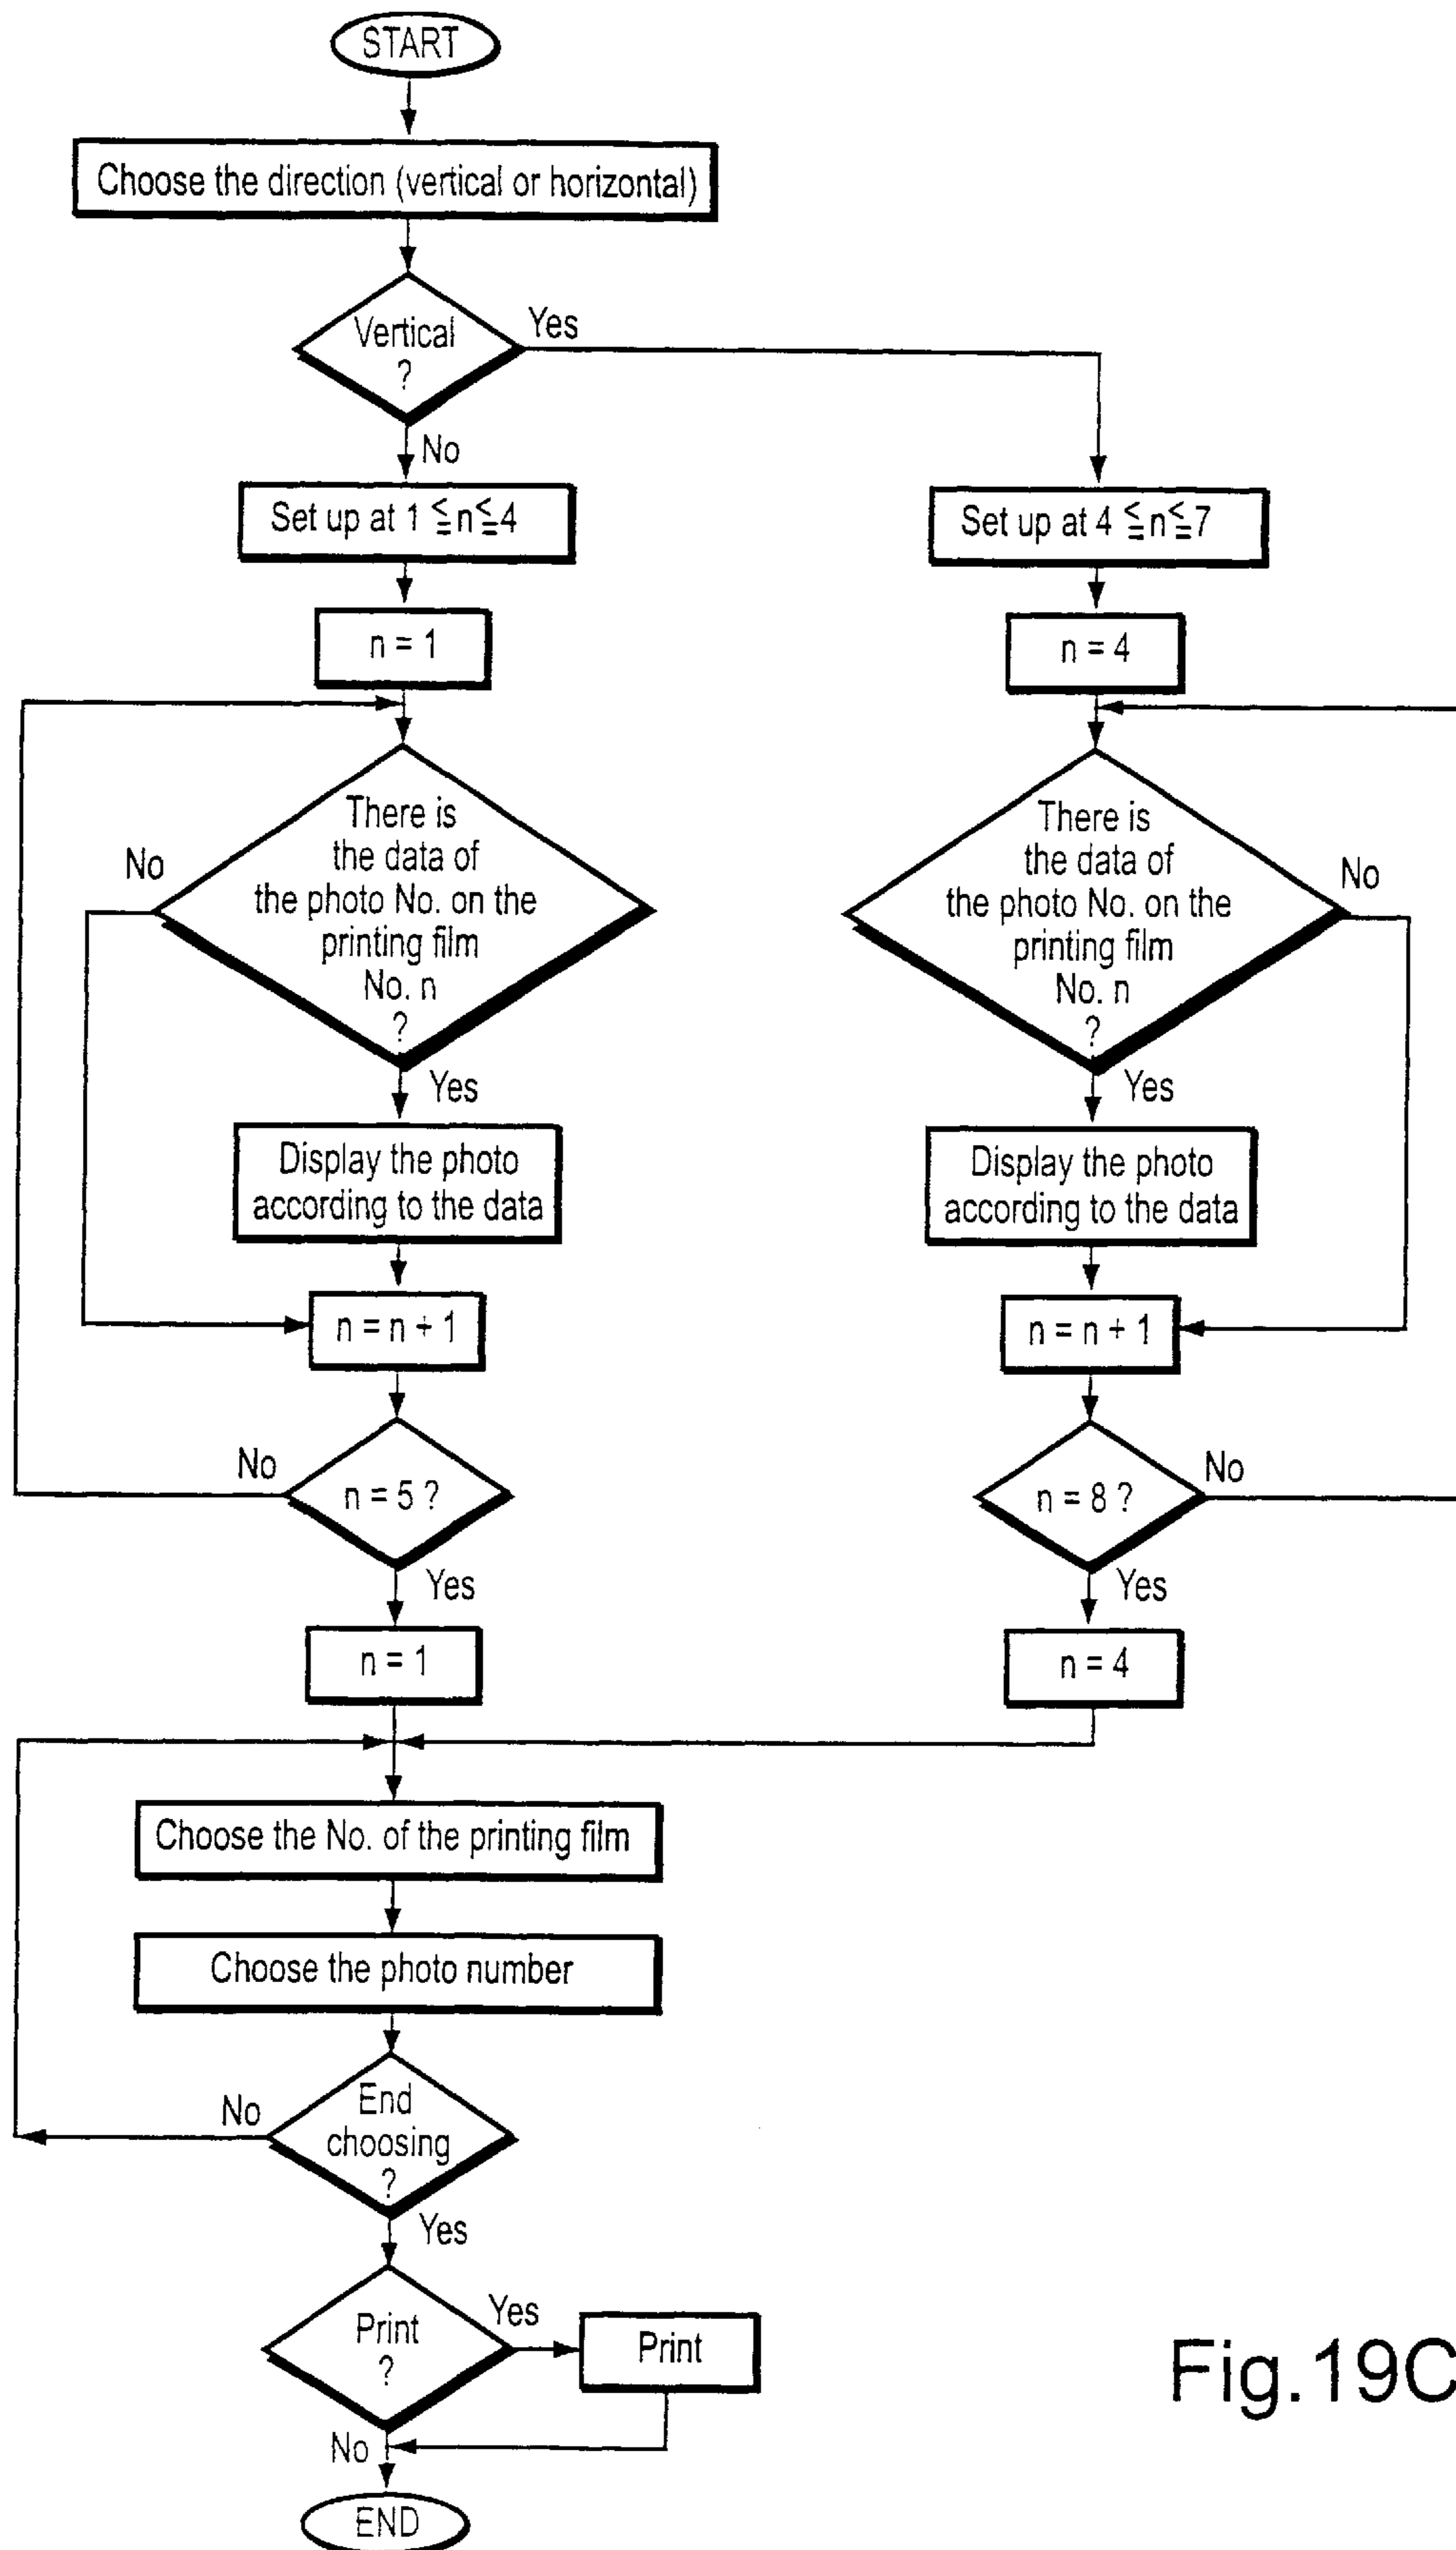 START
Choose the direction (vertical or horizontal)
Vertical
?
Yes
No
Set up at 1 ≦n≦4
n = 1
There is
the data of
the photo No. on the
printing film
No. n
?
No
Yes
Display the photo
according to the data
n = n + 1
n = 5 ?
No
Yes
n = 1
Set up at 4 ≦n≦7
n = 4
There is
the data of
the photo No. on the
printing film
No. n
?
No
Yes
Display the photo
according to the data
n = n + 1
n = 8 ?
No
Yes
n = 4
Choose the No. of the printing film
Choose the photo number
End
choosing
?
No
Yes
Print
?
Yes
Print
No
END
Fig.19C